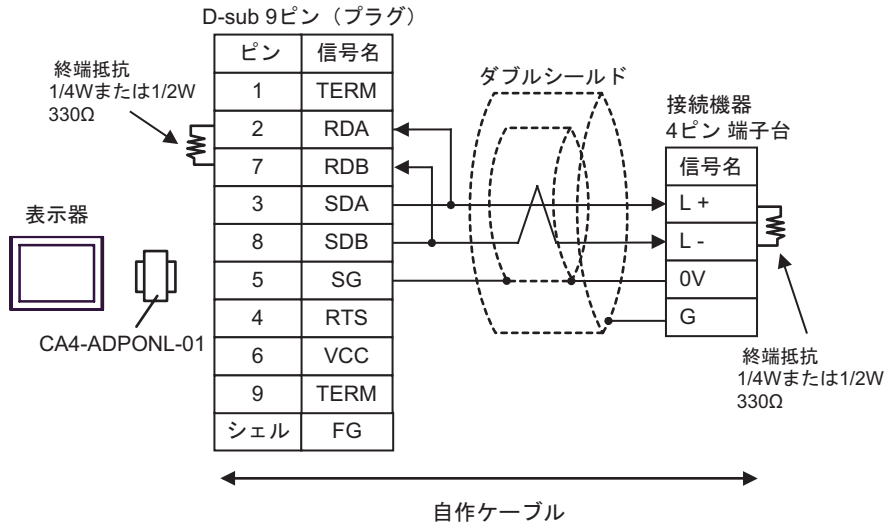 D-sub 9ピン（プラグ）
ピン 信号名
1 TERM
2 RDA
7 RDB
3 SDA
8 SDB
5 SG
4 RTS
6 VCC
9 TERM
シェル FG
終端抵抗
1/4Wまたは1/2W
330Ω
表示器
CA4-ADPONL-01
ダブルシールド
接続機器
4ピン 端子台
信号名
L +
L -
0V
G
終端抵抗
1/4Wまたは1/2W
330Ω
自作ケーブル